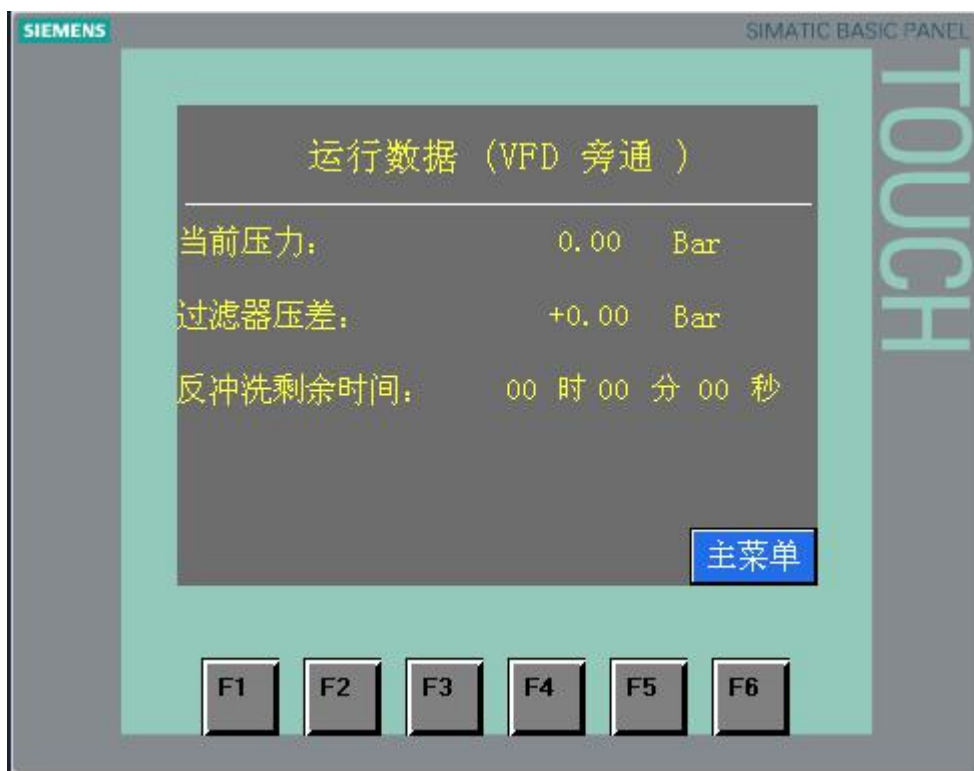 SIEMENS
SIMATIC BASIC PANEL
TOUCH
运行数据 (VFD 旁通 )
当前压力: 0.00 Bar
过滤器压差: +0.00 Bar
反冲洗剩余时间: 00 时 00 分 00 秒
主菜单
F1 F2 F3 F4 F5 F6